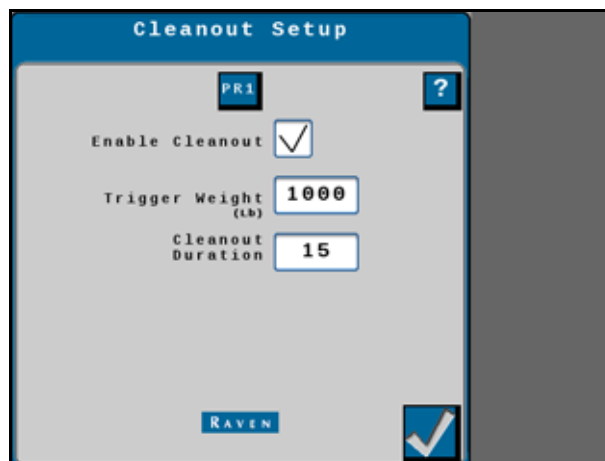 Cleanout Setup
PR1
?
Enable Cleanout
Trigger Weight 1000
(Lb)
Cleanout
Duration 15
RAVEN